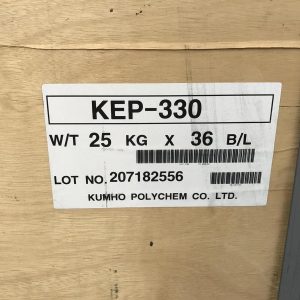 KEP-330
W/T 25 KG X 36 B/L
LOT NO. 207182556
KUMHO POLYCHEM CO. LTD.